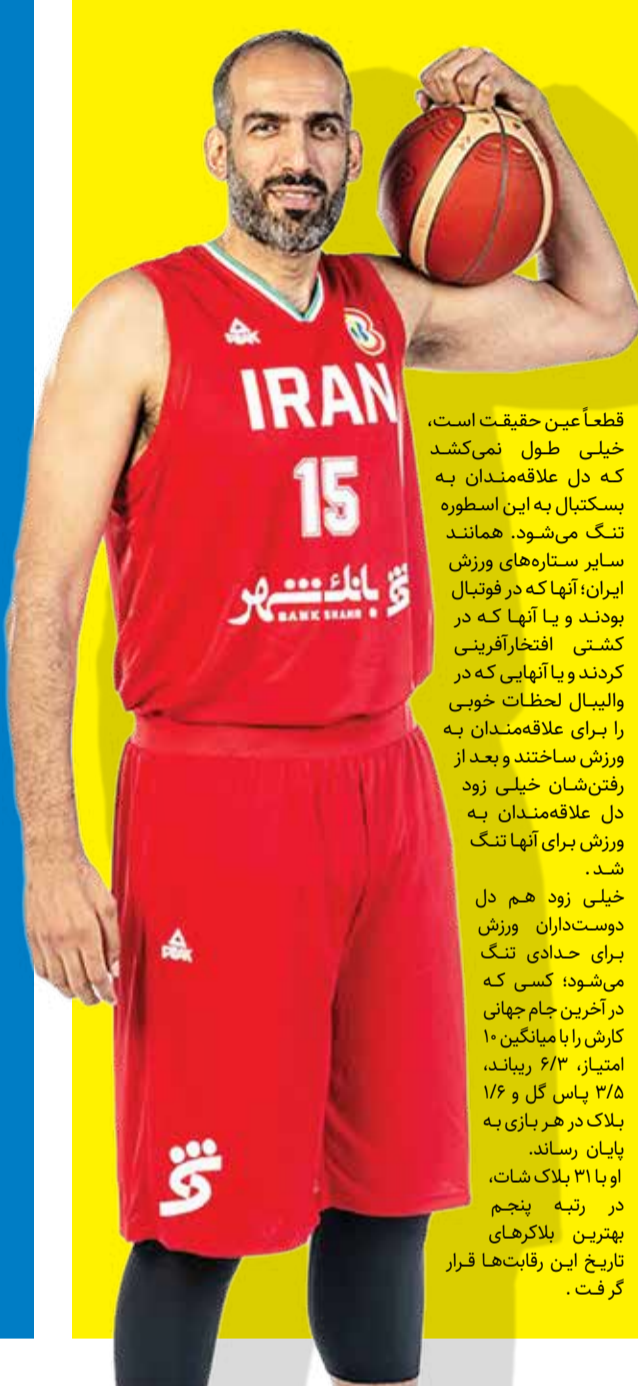 PEAK
IRAN
15
بانك شهر
BANK SHAHR
PEAK
قطعاً عین حقیقت است،
خیلی طول نمی‌کشد
که دل علاقه‌مندان به
بسکتبال به این اسطوره
تنگ می‌شود. همانند
سایر ستاره‌های ورزش
ایران؛ آنها که در فوتبال
بودند و یا آنها که در
کشتی افتخارآفرینی
کردند و یا آنهایی که در
والیبال لحظات خوبی
را برای علاقه‌مندان به
ورزش ساختند و بعد از
رفتن‌شان خیلی زود
دل علاقه‌مندان به
ورزش برای آنها تنگ
شد .
خیلی زود هم دل
دوست‌داران ورزش
برای حدادی تنگ
می‌شود؛ کسی که
در آخرین جام جهانی
کارش را با میانگین ۱۰
امتیاز، ۶/۳ ریباند،
۳/۵ پاس گل و ۱/۶
بلاک در هر بازی به
پایان رساند.
او با ۳۱ بلاک شات،
در رتبه پنجم
بهترین بلاکرهای
تاریخ این رقابت‌ها قرار
گرفت .